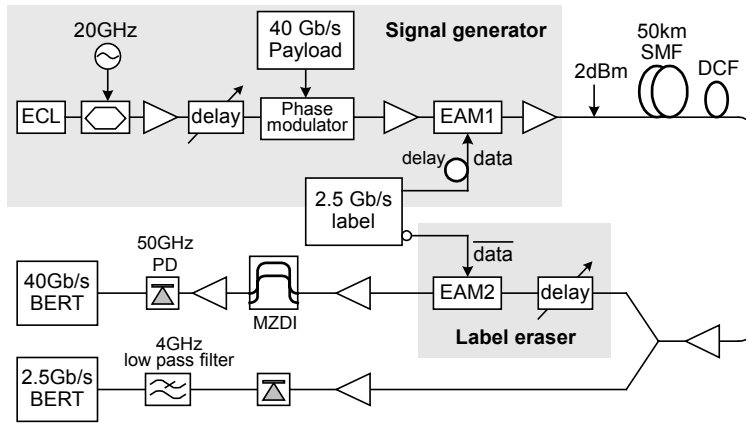 Signal generator
20GHz
40 Gb/s
Payload
50km
SMF
DCF
2dBm
ECL
delay
Phase
modulator
EAM1
delay
data
2.5 Gb/s
label
50GHz
PD
data
40Gb/s
BERT
MZDI
EAM2
delay
Label eraser
4GHz
low pass filter
2.5Gb/s
BERT